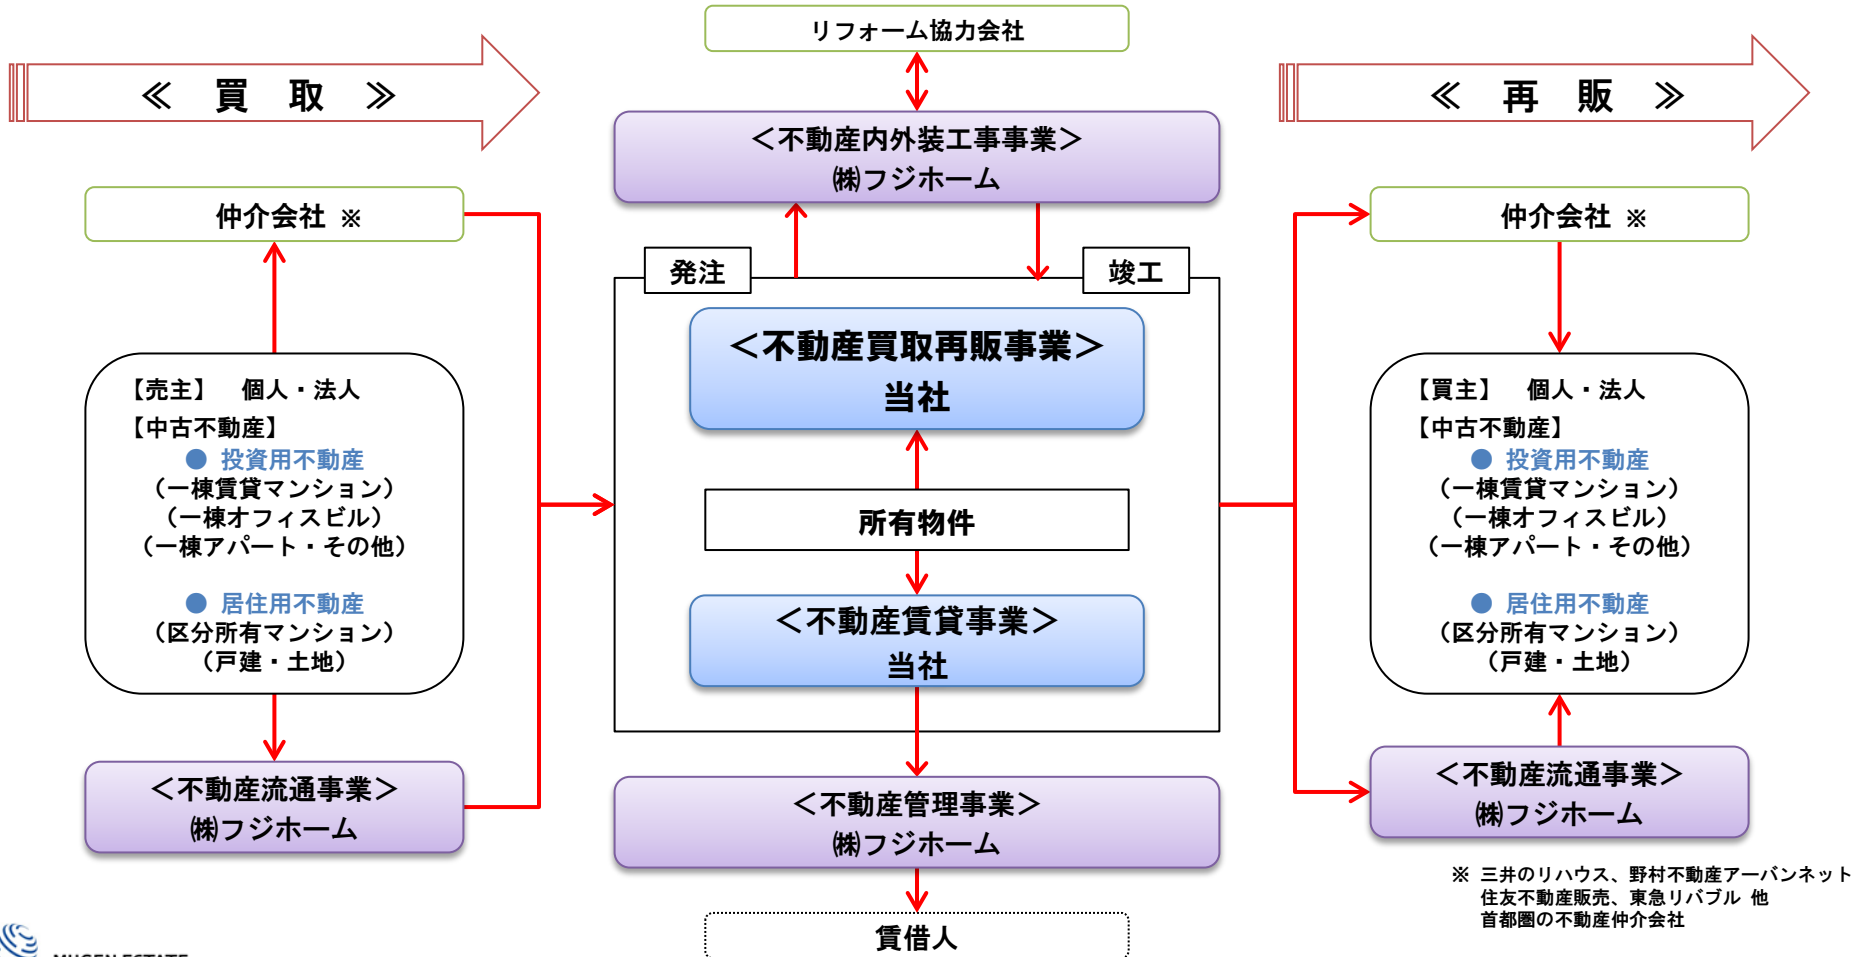 リフォーム協力会社
≪ 買 取 ≫
≪ 再 販 ≫
＜不動産内外装工事事業＞
㈱フジホーム
仲介会社 ※
仲介会社 ※
発注
竣工
＜不動産買取再販事業＞
当社
【売主】 個人・法人
【中古不動産】
● 投資用不動産
（一棟賃貸マンション）
（一棟オフィスビル）
（一棟アパート・その他）
● 居住用不動産
（区分所有マンション）
（戸建・土地）
所有物件
＜不動産賃貸事業＞
当社
【買主】 個人・法人
【中古不動産】
● 投資用不動産
（一棟賃貸マンション）
（一棟オフィスビル）
（一棟アパート・その他）
● 居住用不動産
（区分所有マンション）
（戸建・土地）
＜不動産流通事業＞
㈱フジホーム
＜不動産管理事業＞
㈱フジホーム
＜不動産流通事業＞
㈱フジホーム
賃借人
※ 三井のリハウス、野村不動産アーバンネット
住友不動産販売、東急リバブル 他
首都圏の不動産仲介会社
MUGEN ESTATE